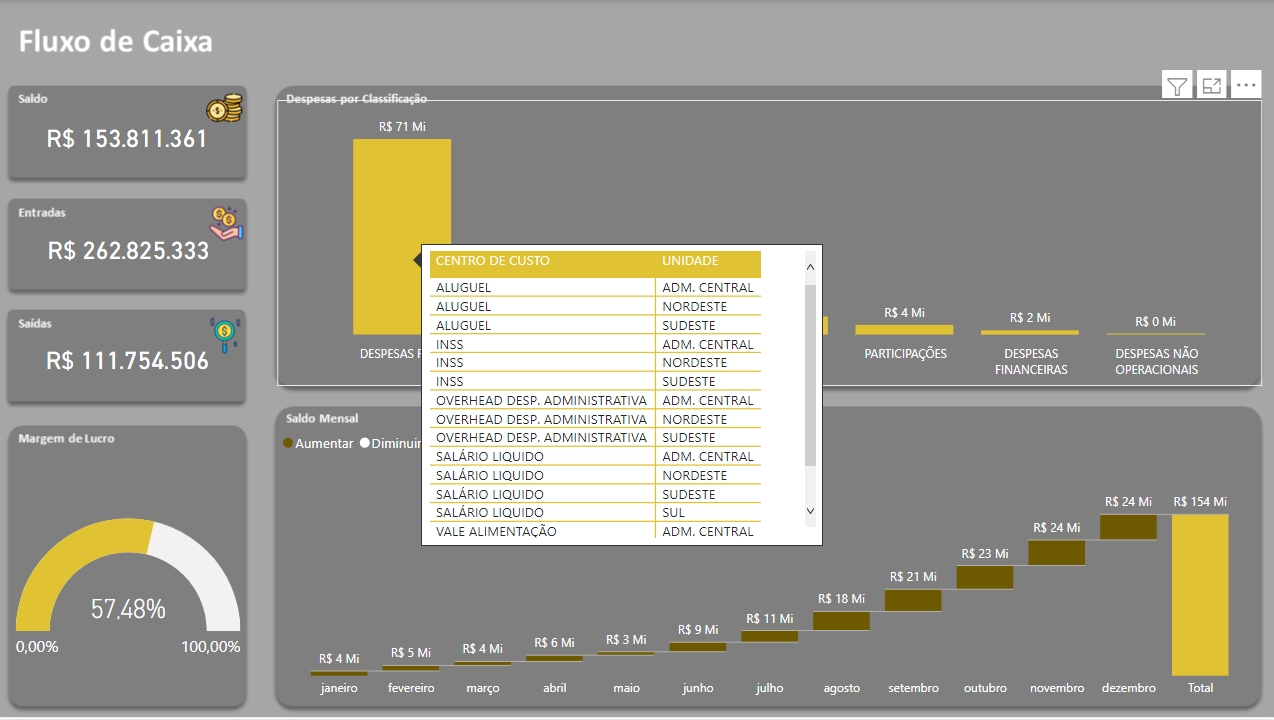 Fluxo de Caixa
Saldo
R$ 153.811.361
Entradas
R$ 262.825.333
Saídas
R$ 111.754.506
Margem de Lucro
57,48%
0,00%
100,00%
Despesas por Classificação
R$ 71 Mi
DESPESAS
R$ 4 Mi
PARTICIPAÇÕES
R$ 2 Mi
DESPESAS
FINANCEIRAS
R$ 0 Mi
DESPESAS NÃO
OPERACIONAIS
CENTRO DE CUSTO UNIDADE
ALUGUEL ADM. CENTRAL
ALUGUEL NORDESTE
ALUGUEL SUDESTE
INSS ADM. CENTRAL
INSS NORDESTE
INSS SUDESTE
OVERHEAD DESP. ADMINISTRATIVA ADM. CENTRAL
OVERHEAD DESP. ADMINISTRATIVA NORDESTE
OVERHEAD DESP. ADMINISTRATIVA SUDESTE
SALÁRIO LIQUIDO ADM. CENTRAL
SALÁRIO LIQUIDO NORDESTE
SALÁRIO LIQUIDO SUDESTE
SALÁRIO LIQUIDO SUL
VALE ALIMENTAÇÃO ADM. CENTRAL
Saldo Mensal
Aumentar Diminuir
R$ 4 Mi
R$ 5 Mi
R$ 4 Mi
R$ 6 Mi
R$ 3 Mi
R$ 9 Mi
R$ 11 Mi
R$ 18 Mi
R$ 21 Mi
R$ 23 Mi
R$ 24 Mi
R$ 24 Mi
R$ 154 Mi
janeiro fevereiro março abril maio junho julho agosto setembro outubro novembro dezembro Total